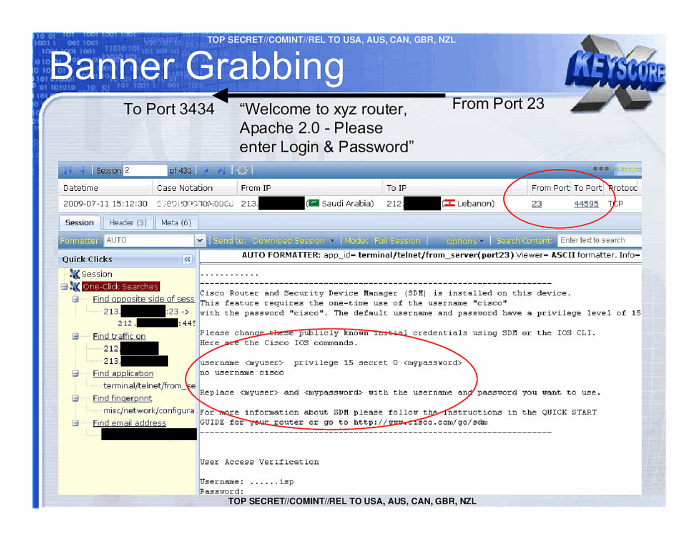 TOP SECRET//COMINT//REL TO USA, AUS, CAN, GBR, NZL
Banner Grabbing
X
KEYSCORE
To Port 3434
"Welcome to xyz router,
Apache 2.0 - Please
enter Login & Password"
From Port 23
Session 2 of 431
Datetime Case Notation From IP To IP From Port To Port Protocol
2009-07-11 15:12:30 213. (Saudi Arabia) 212. (Lebanon) 23 44595 TCP
Session Header (3) Meta (6)
Formatter: AUTO Send to: Download Session Mode: Full Session Options Search Content: Enter text to search
Quick Clicks
AUTO FORMATTER: app_id= terminal/telnet/from_server(port23) Viewer= ASCII formatter. Info=
Session
One-Click Searches
Find opposite side of sess
213. :23 ->
212. :445
Find traffic on
212.
213.
Find application
terminal/telnet/from_se
Find fingerprint
misc/network/configura
Find email address
............
------------------------------------------------------------
Cisco Router and Security Device Manager (SDM) is installed on this device.
This feature requires the one-time use of the username "cisco"
with the password "cisco". The default username and password have a privilege level of 15
Please change these publicly known initial credentials using SDM or the IOS CLI.
Here are the Cisco IOS commands.
username <myuser> privilege 15 secret 0 <mypassword>
no username cisco
Replace <myuser> and <mypassword> with the username and password you want to use.
For more information about SDM please follow the instructions in the QUICK START
GUIDE for your router or go to http://www.cisco.com/go/sdm
------------------------------------------------------------
User Access Verification
Username: ......isp
Password:
TOP SECRET//COMINT//REL TO USA, AUS, CAN, GBR, NZL